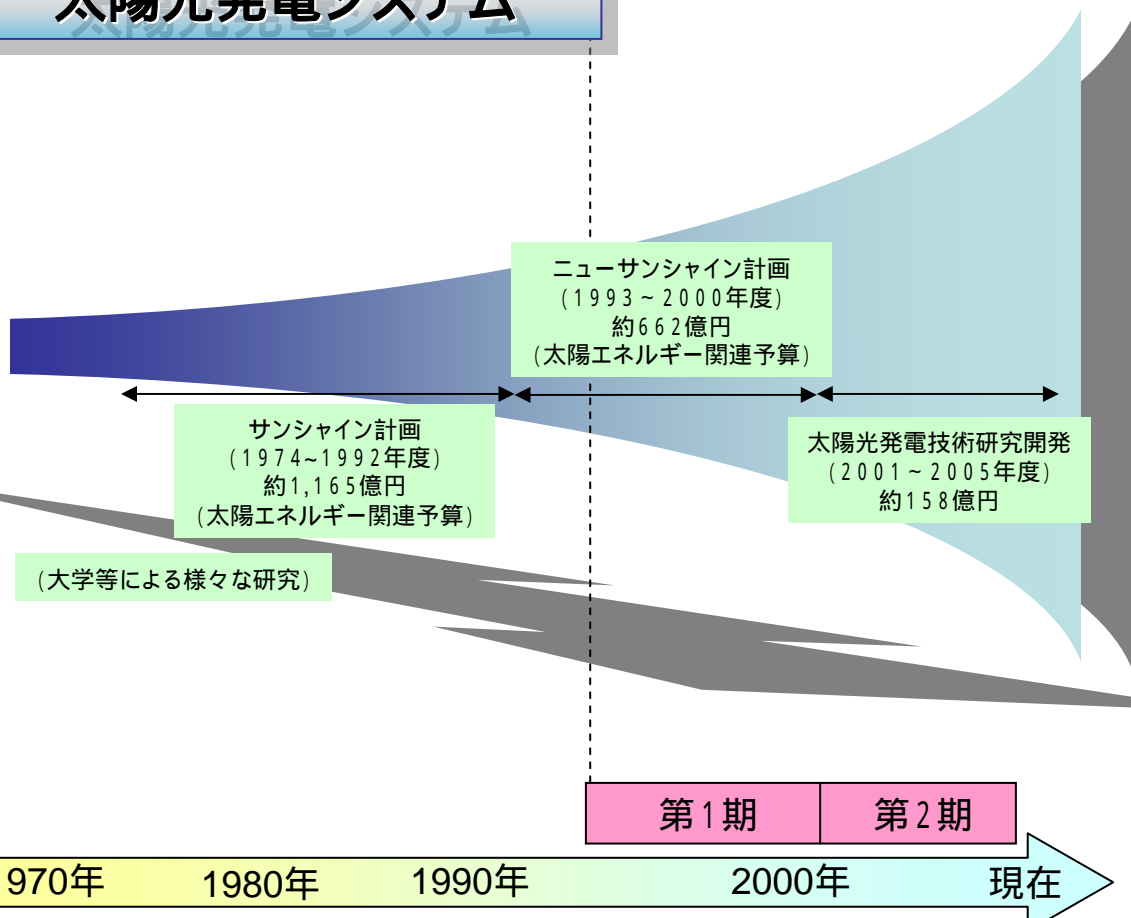 太陽光発電システム
ニューサンシャイン計画
(1993~2000年度)
約662億円
(太陽エネルギー関連予算)
サンシャイン計画
(1974~1992年度)
約1,165億円
(太陽エネルギー関連予算)
太陽光発電技術研究開発
(2001~2005年度)
約158億円
(大学等による様々な研究)
第1期
第2期
970年
1980年
1990年
2000年
現在